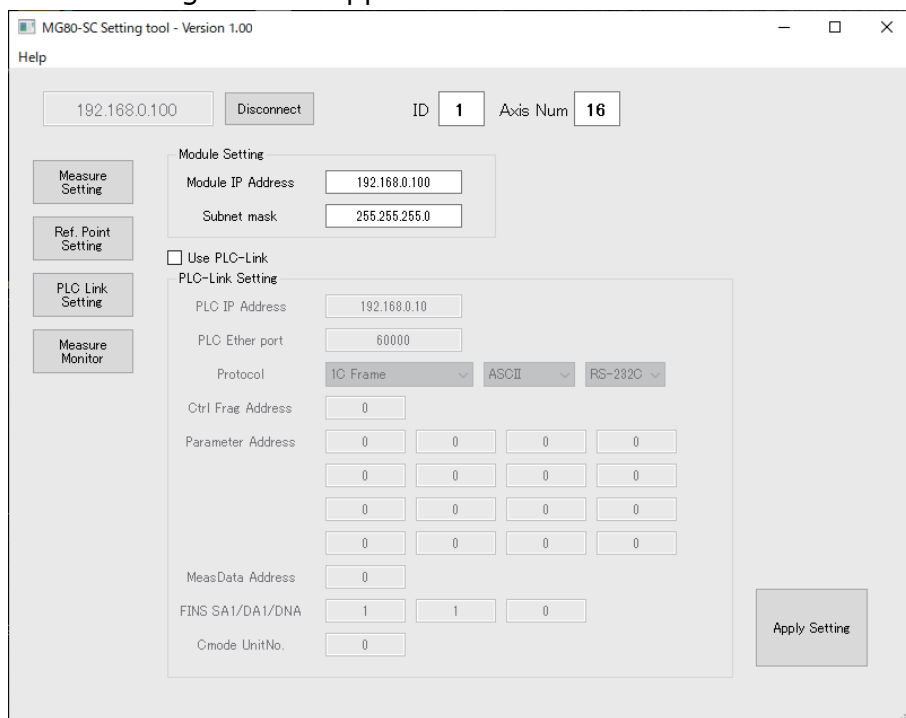 MG80-SC Setting tool - Version 1.00
Help
192.168.0.100 Disconnect ID 1 Axis Num 16
Measure Setting
Ref. Point Setting
PLC Link Setting
Measure Monitor
Module Setting
Module IP Address 192.168.0.100
Subnet mask 255.255.255.0
Use PLC-Link
PLC-Link Setting
PLC IP Address 192.168.0.10
PLC Ether port 60000
Protocol 1C Frame ASCII RS-232C
Ctrl Frag Address 0
Parameter Address 0 0 0 0
0 0 0 0
0 0 0 0
0 0 0 0
MeasData Address 0
FINS SA1/DA1/DNA 1 1 0
Cmode UnitNo. 0
Apply Setting